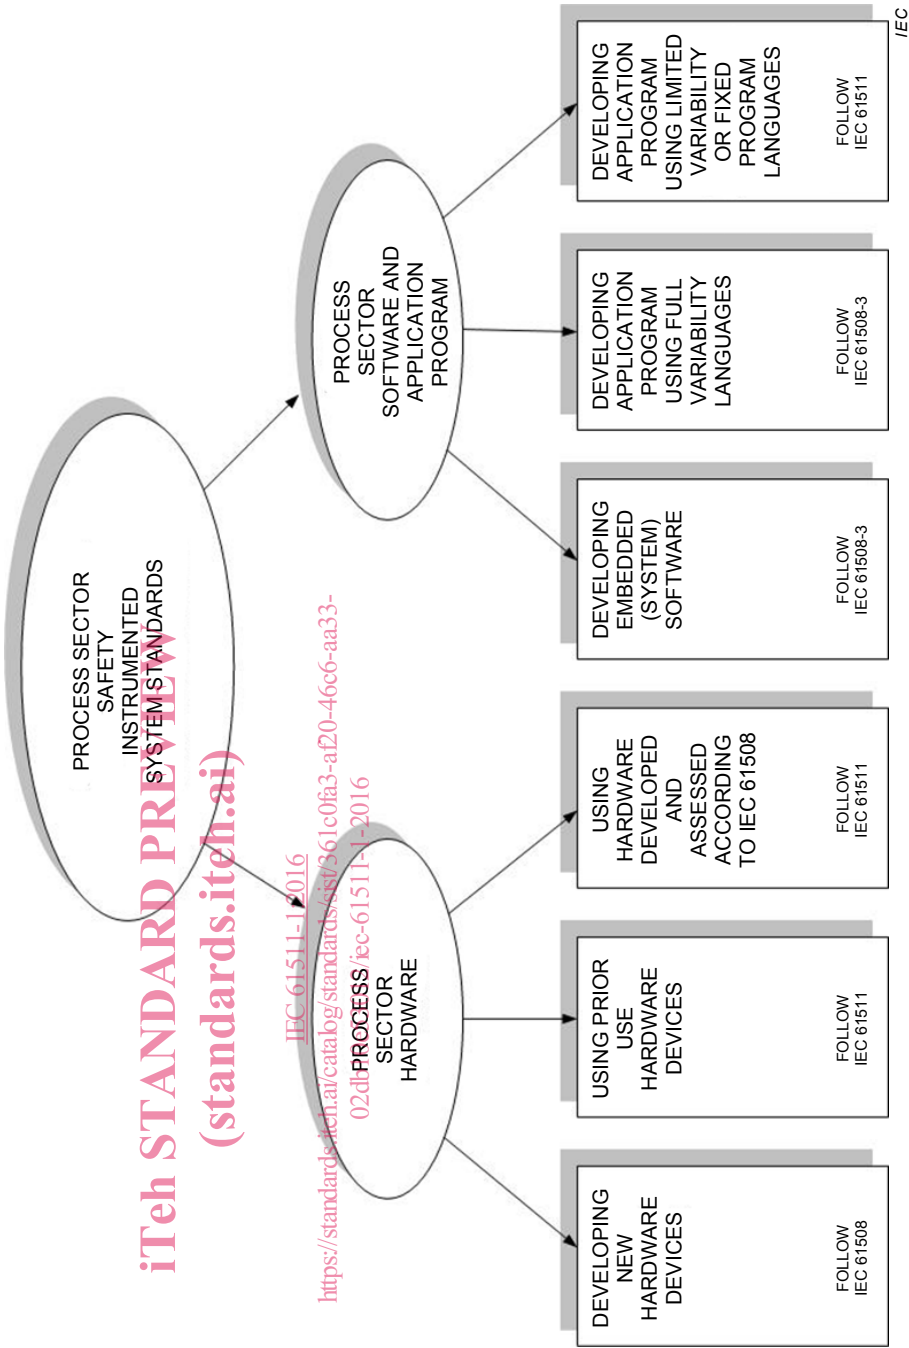 PROCESS SECTOR
SAFETY
INSTRUMENTED
SYSTEM STANDARDS
PROCESS
SECTOR
HARDWARE
PROCESS
SECTOR
SOFTWARE AND
APPLICATION
PROGRAM
DEVELOPING
NEW
HARDWARE
DEVICES
FOLLOW
IEC 61508
USING PRIOR
USE
HARDWARE
DEVICES
FOLLOW
IEC 61511
USING
HARDWARE
DEVELOPED
AND
ASSESSED
ACCORDING
TO IEC 61508
FOLLOW
IEC 61511
DEVELOPING
EMBEDDED
(SYSTEM)
SOFTWARE
FOLLOW
IEC 61508-3
DEVELOPING
APPLICATION
PROGRAM
USING FULL
VARIABILITY
LANGUAGES
FOLLOW
IEC 61508-3
DEVELOPING
APPLICATION
PROGRAM
USING LIMITED
VARIABILITY
OR FIXED
PROGRAM
LANGUAGES
FOLLOW
IEC 61511
IEC
iTeh STANDARD PREVIEW
(standards.iteh.ai)
IEC 61511-1:2016
https://standards.iteh.ai/catalog/standards/sist/361c0fa3-af20-46c6-aa33-
/iec-61511-1-2016